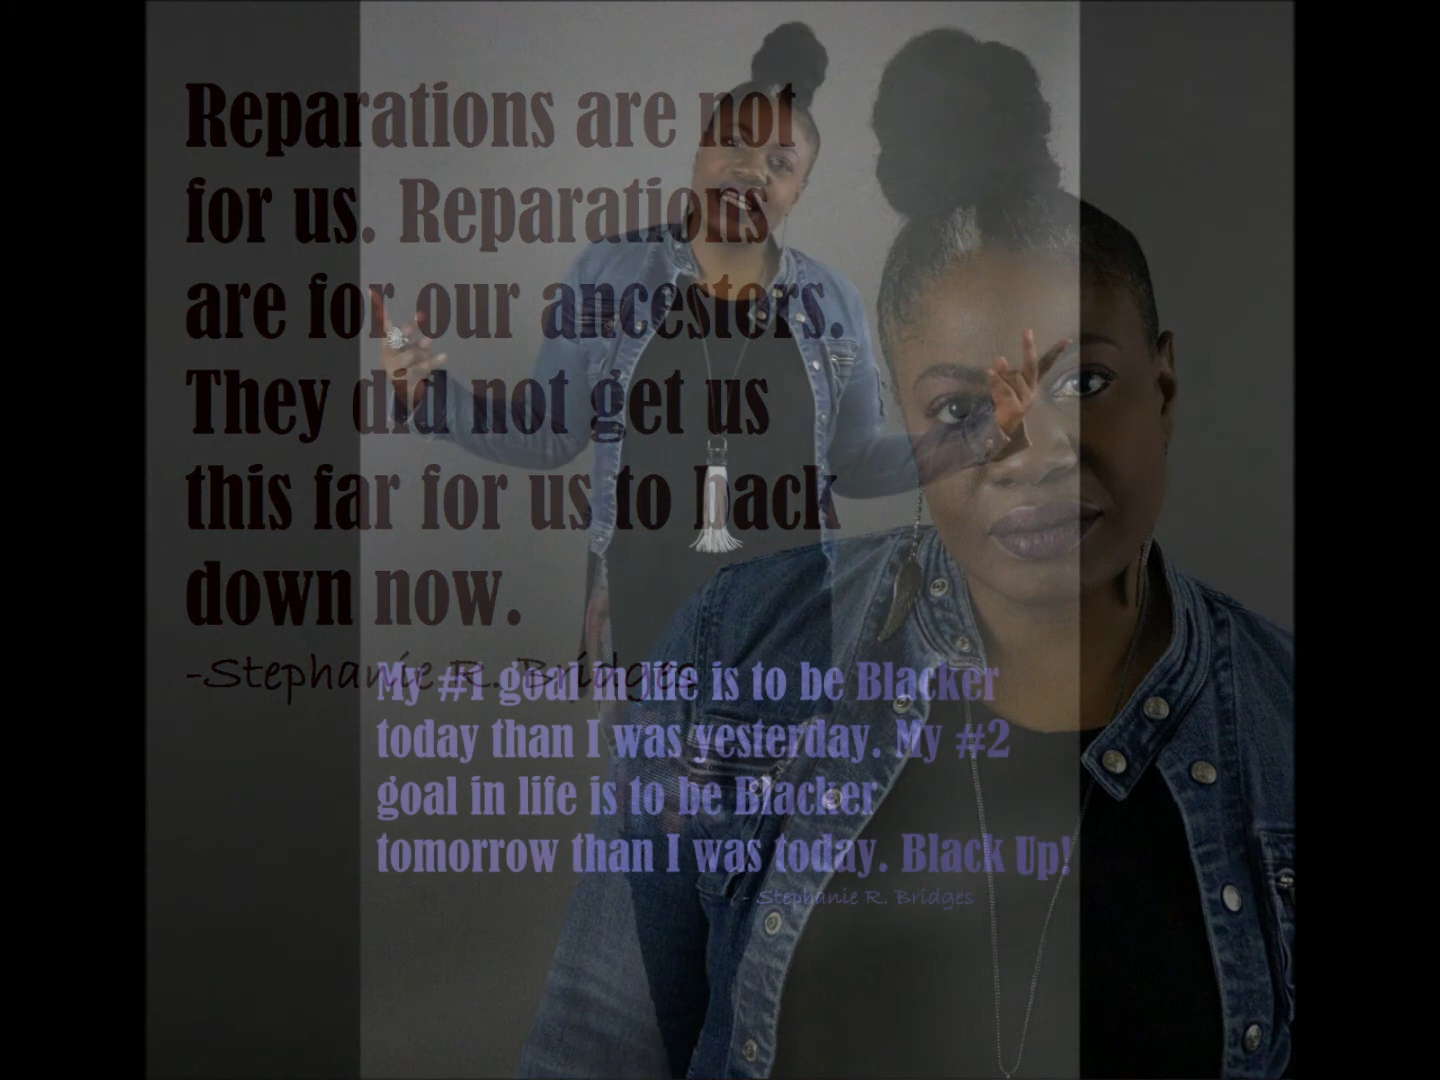 Reparations are not
for us. Reparations
are for our ancestors.
They did not get us
this far for us to back
down now.
-Stephanie R. Bridges
My #1 goal in life is to be Blacker
today than I was yesterday. My #2
goal in life is to be Blacker
tomorrow than I was today. Black Up!
- Stephanie R. Bridges